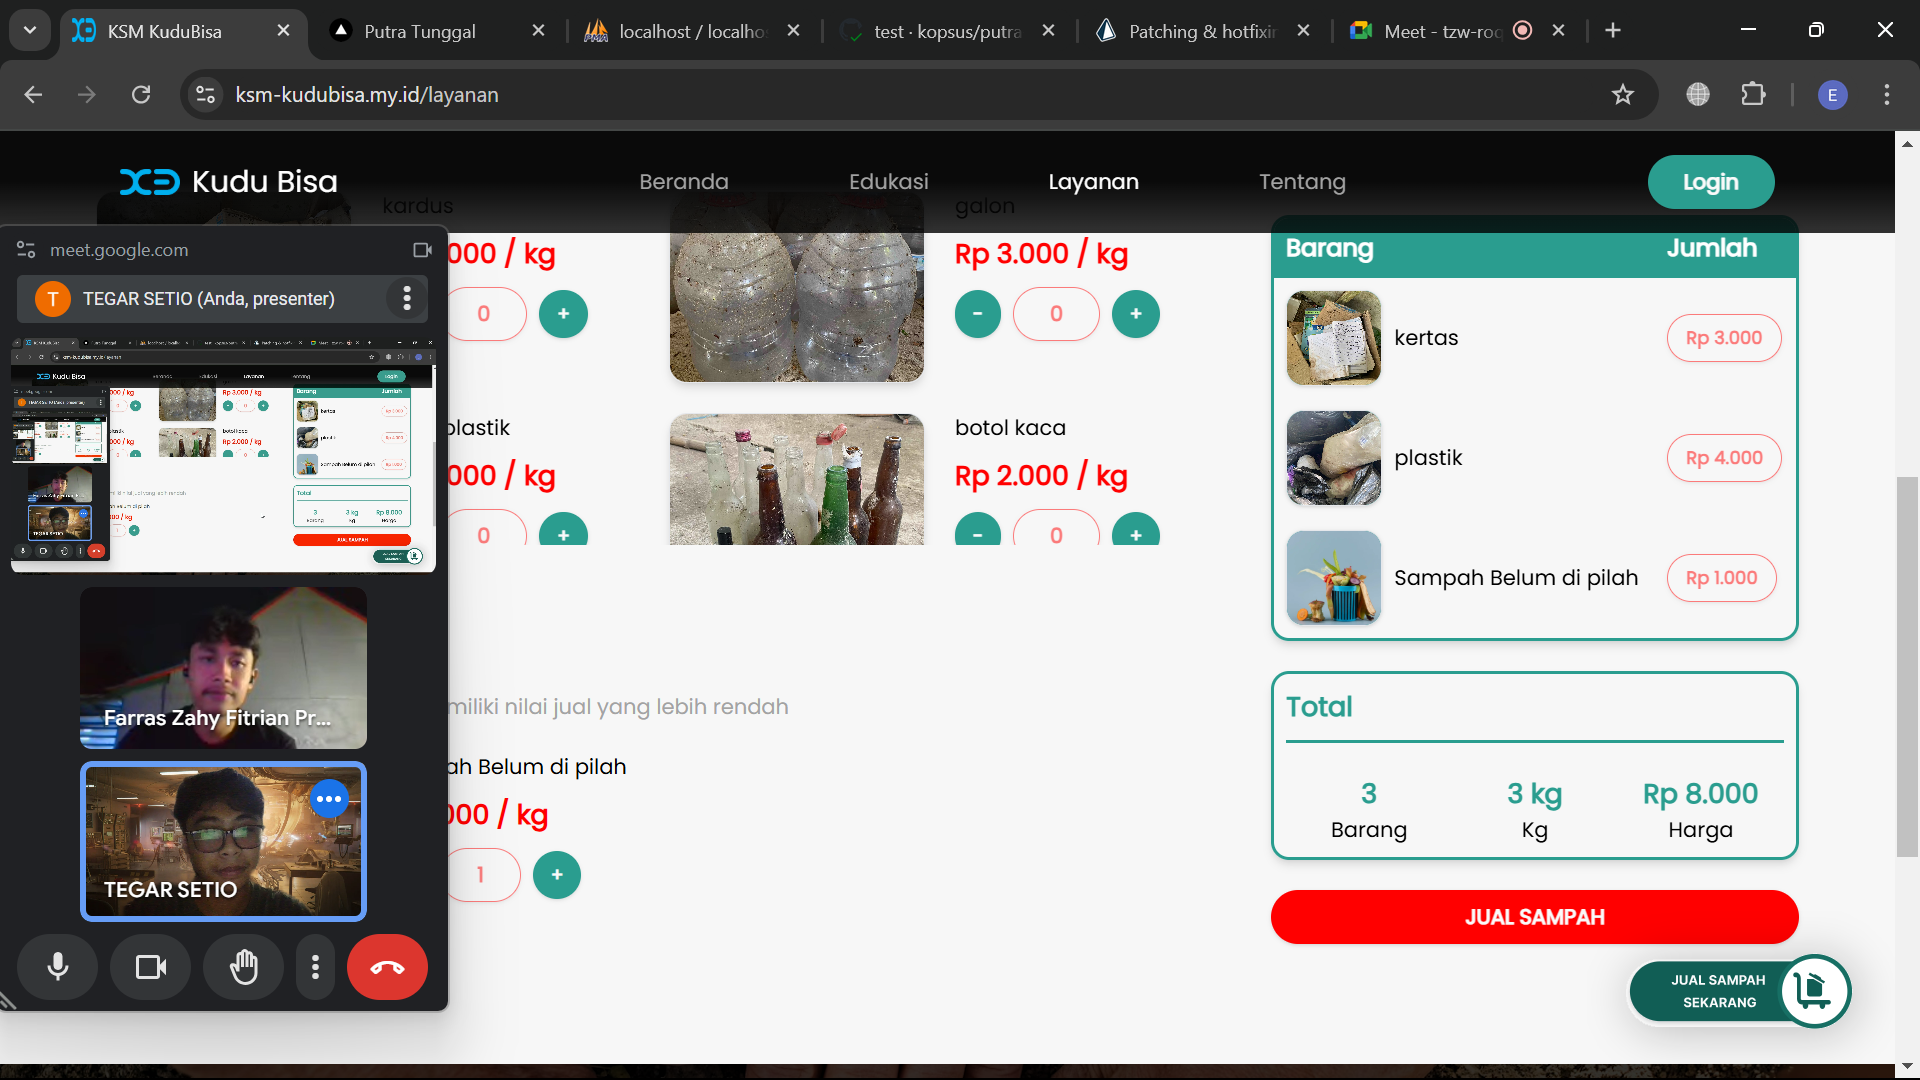 KSM KuduBisa
Putra Tunggal
localhost / localho
test · kopsus/putra
Patching & hotfixin
Meet - tzw-roq
ksm-kudubisa.my.id/layanan
E
Kudu Bisa
Beranda
Edukasi
Layanan
Tentang
Login
kardus
000 / kg
0
+
galon
Rp 3.000 / kg
-
0
+
plastik
000 / kg
0
+
botol kaca
Rp 2.000 / kg
-
0
+
miliki nilai jual yang lebih rendah
ah Belum di pilah
000 / kg
1
+
Barang
Jumlah
kertas
Rp 3.000
plastik
Rp 4.000
Sampah Belum di pilah
Rp 1.000
Total
3
3 kg
Rp 8.000
Barang
Kg
Harga
JUAL SAMPAH
JUAL SAMPAH
SEKARANG
meet.google.com
T
TEGAR SETIO (Anda, presenter)
Farras Zahy Fitrian Pr...
TEGAR SETIO